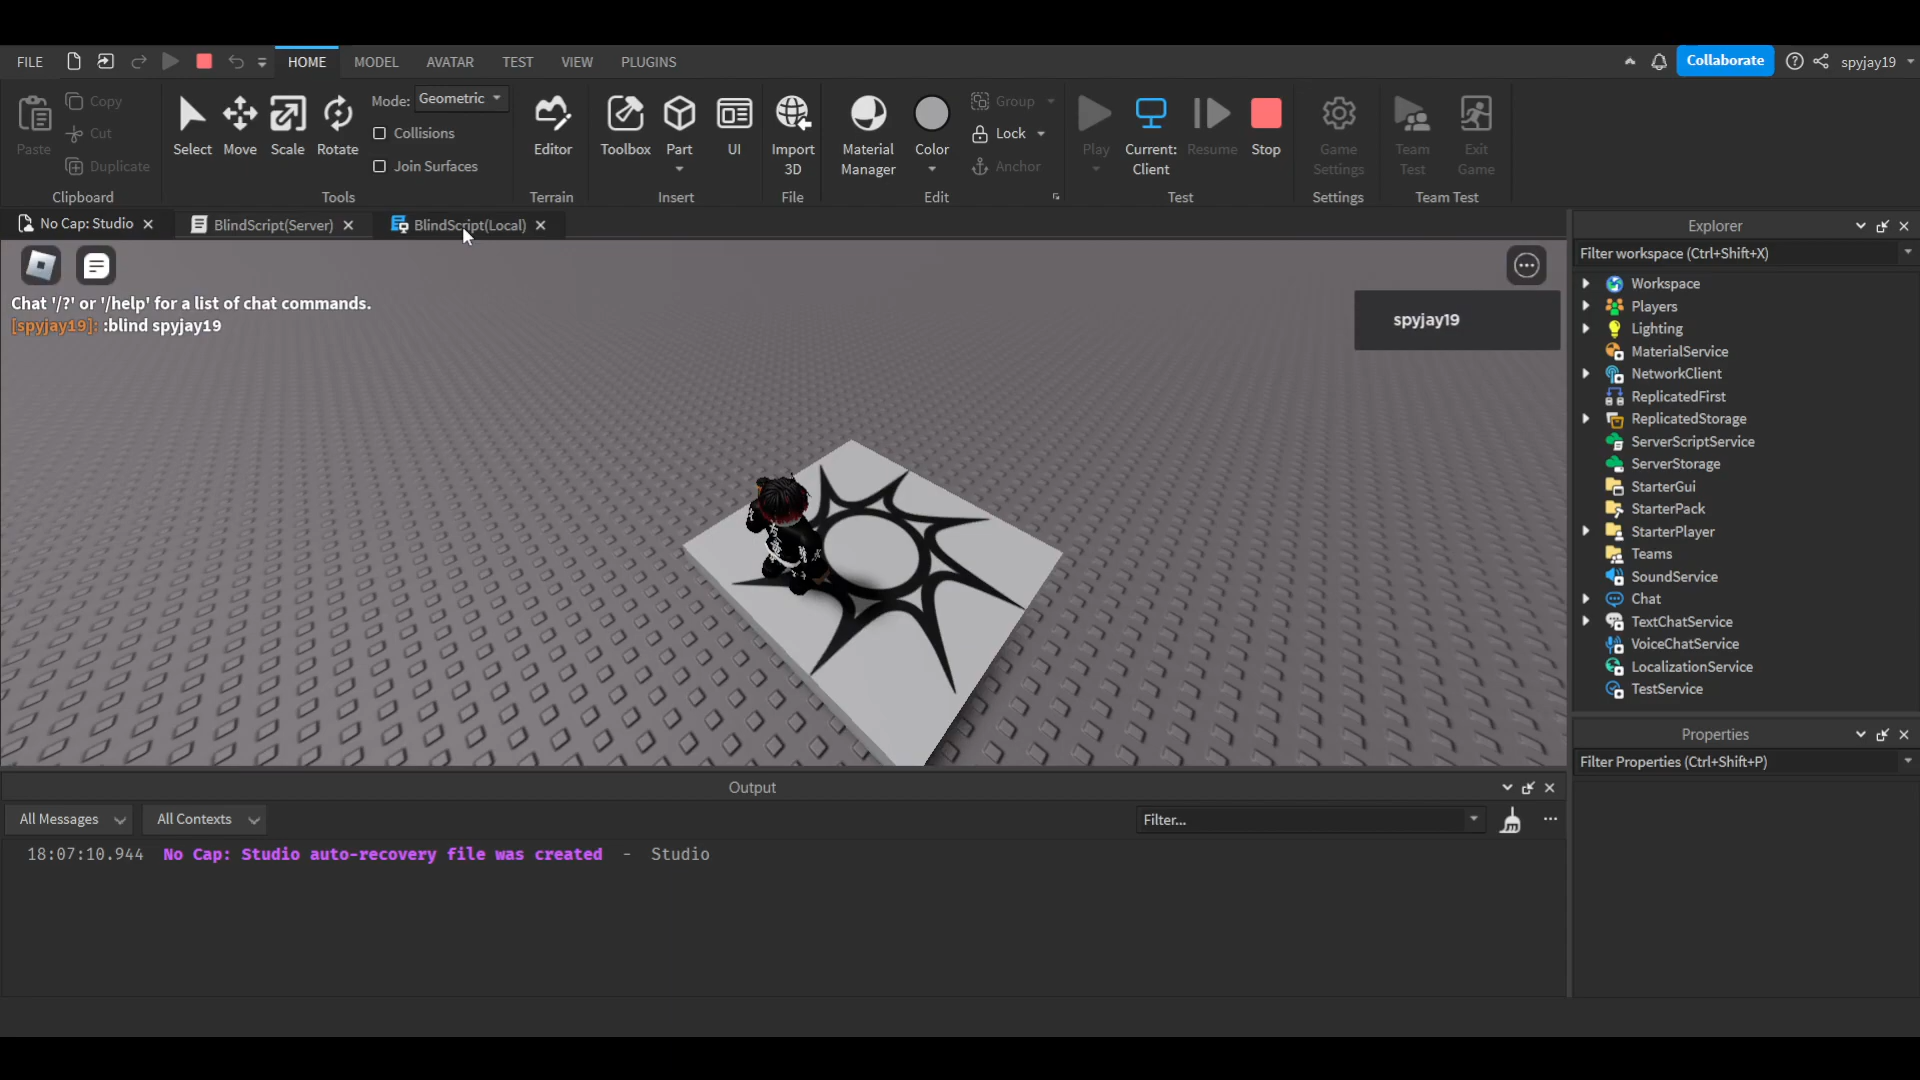 FILE HOME MODEL AVATAR TEST VIEW PLUGINS Collaborate spyjay19
Paste Copy Cut Duplicate
Clipboard
Select Move Scale Rotate
Mode: Geometric
Collisions
Join Surfaces
Tools
Editor
Terrain
Toolbox Part UI
Insert
Import 3D
File
Material Manager Color
Group
Lock
Anchor
Edit
Play Current: Client Resume Stop
Test
Game Settings
Settings
Team Test Exit Game
Team Test
No Cap: Studio BlindScript(Server) BlindScript(Local)
Chat '/?' or '/help' for a list of chat commands.
[spyjay19]: :blind spyjay19
spyjay19
Explorer
Filter workspace (Ctrl+Shift+X)
Workspace
Players
Lighting
MaterialService
NetworkClient
ReplicatedFirst
ReplicatedStorage
ServerScriptService
ServerStorage
StarterGui
StarterPack
StarterPlayer
Teams
SoundService
Chat
TextChatService
VoiceChatService
LocalizationService
TestService
Properties
Filter Properties (Ctrl+Shift+P)
Output
All Messages All Contexts Filter...
18:07:10.944 No Cap: Studio auto-recovery file was created - Studio